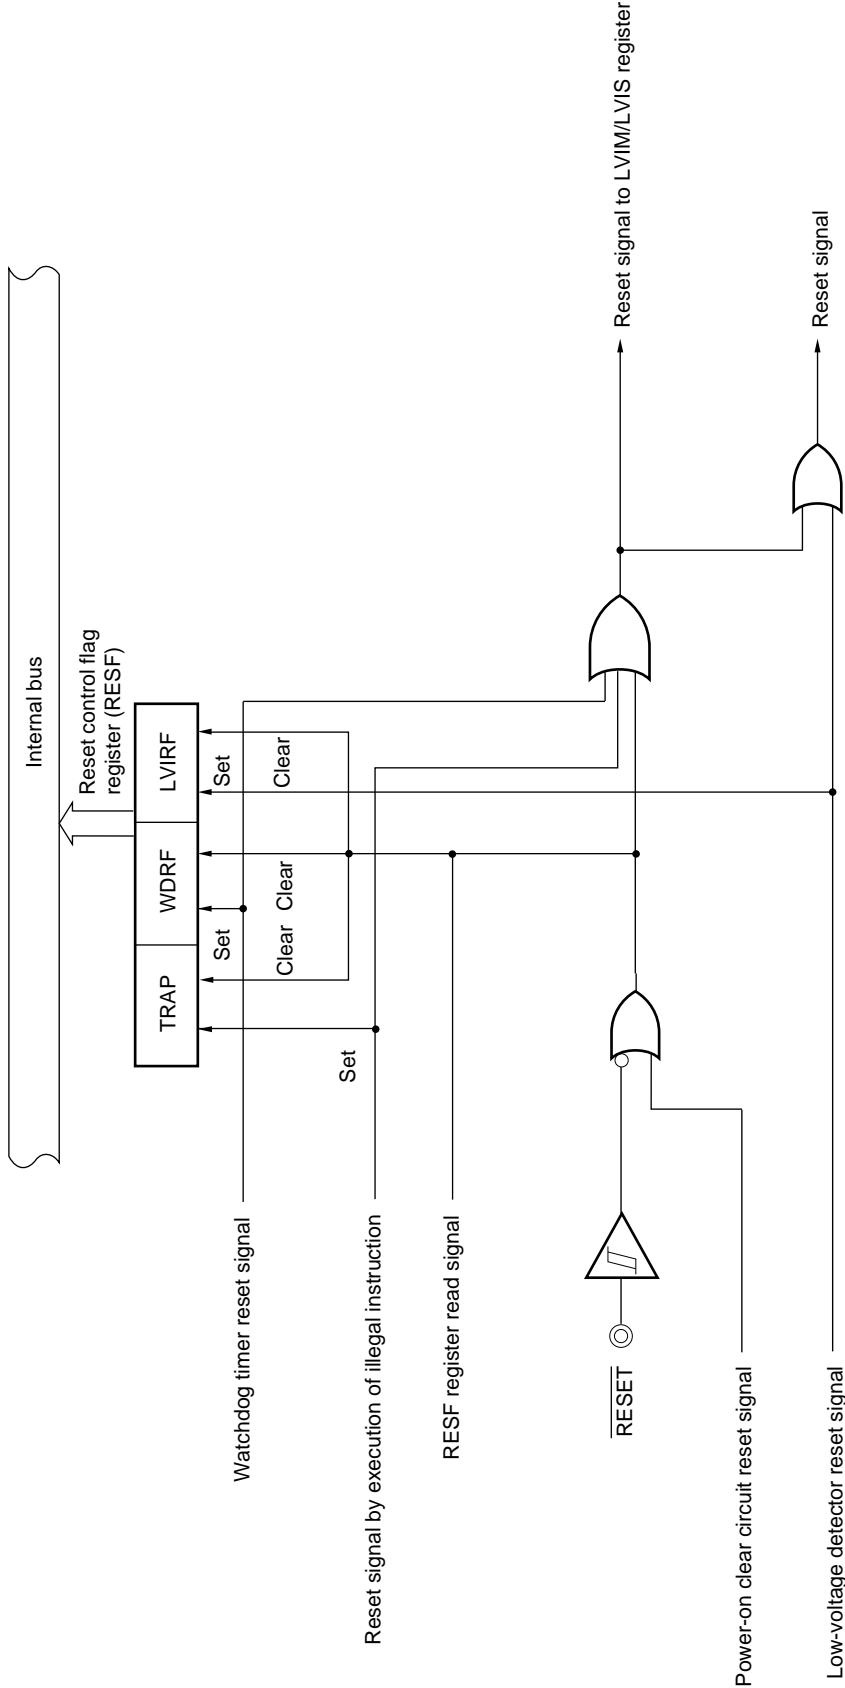 Internal bus
Reset control flag
register (RESF)
TRAP
WDRF
LVIRF
Set
Clear
Set
Clear
Clear
Set
Watchdog timer reset signal
Reset signal by execution of illegal instruction
RESF register read signal
RESET
Power-on clear circuit reset signal
Low-voltage detector reset signal
Reset signal to LVIM/LVIS register
Reset signal